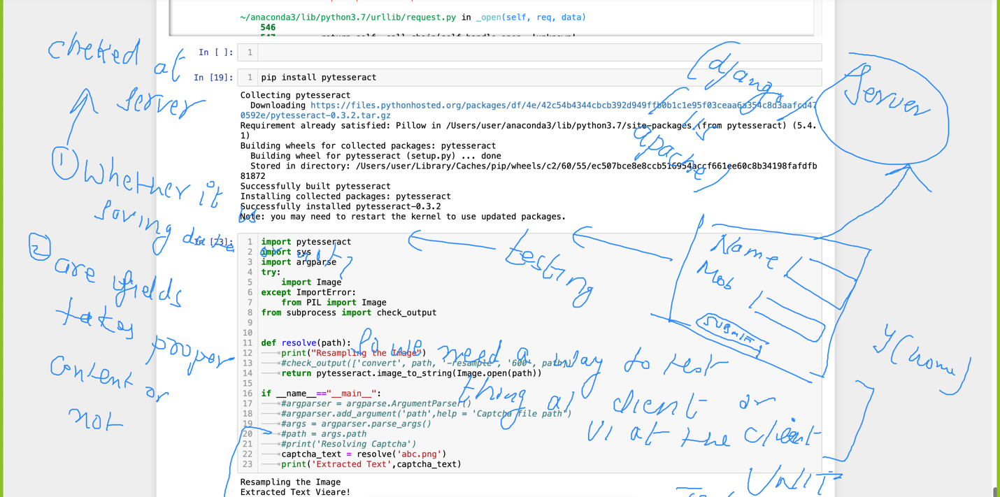 ~/anaconda3/lib/python3.7/urllib/request.py in _open(self, req, data)
546
In [ ]:
1
In [19]:
1 pip install pytesseract
Collecting pytesseract
Downloading https://files.pythonhosted.org/packages/df/4e/42c54b4344cbcb392d949ffb0b1c1e95f03ceaa6a354c8d3aafcd47
0592e/pytesseract-0.3.2.tar.gz
Requirement already satisfied: Pillow in /Users/user/anaconda3/lib/python3.7/site-packages (from pytesseract) (5.4.
1)
Building wheels for collected packages: pytesseract
Building wheel for pytesseract (setup.py) ... done
Stored in directory: /Users/user/Library/Caches/pip/wheels/c2/60/55/ec507bce8e8ccb516954accf661ee60c8b34198fafdfb
81872
Successfully built pytesseract
Installing collected packages: pytesseract
Successfully installed pytesseract-0.3.2
Note: you may need to restart the kernel to use updated packages.
In [23]:
1 import pytesseract
2 import sys
3 import argparse
4 try:
5 import Image
6 except ImportError:
7 from PIL import Image
8 from subprocess import check_output
9
10
11 def resolve(path):
12 print("Resampling the Image")
13 #check_output(['convert', path, '-resample', '600', path])
14 return pytesseract.image_to_string(Image.open(path))
15
16 if __name__=="__main__":
17 #argparser = argparse.ArgumentParser()
18 #argparser.add_argument('path',help = 'Captcha file path')
19 #args = argparser.parse_args()
20 #path = args.path
21 #print('Resolving Captcha')
22 captcha_text = resolve('abc.png')
23 print('Extracted Text',captcha_text)
Resampling the Image
Extracted Text Vieare!
cheked at
server
1 Whether it
is
saving data
or not,
2 are fields
takes
proper
Content or
not
(django
iis
apache)
Server
testing
Name
Mob
SUBMIT
So we need a way to test
thing at client or
VI at the client
Y(home)
UNIT